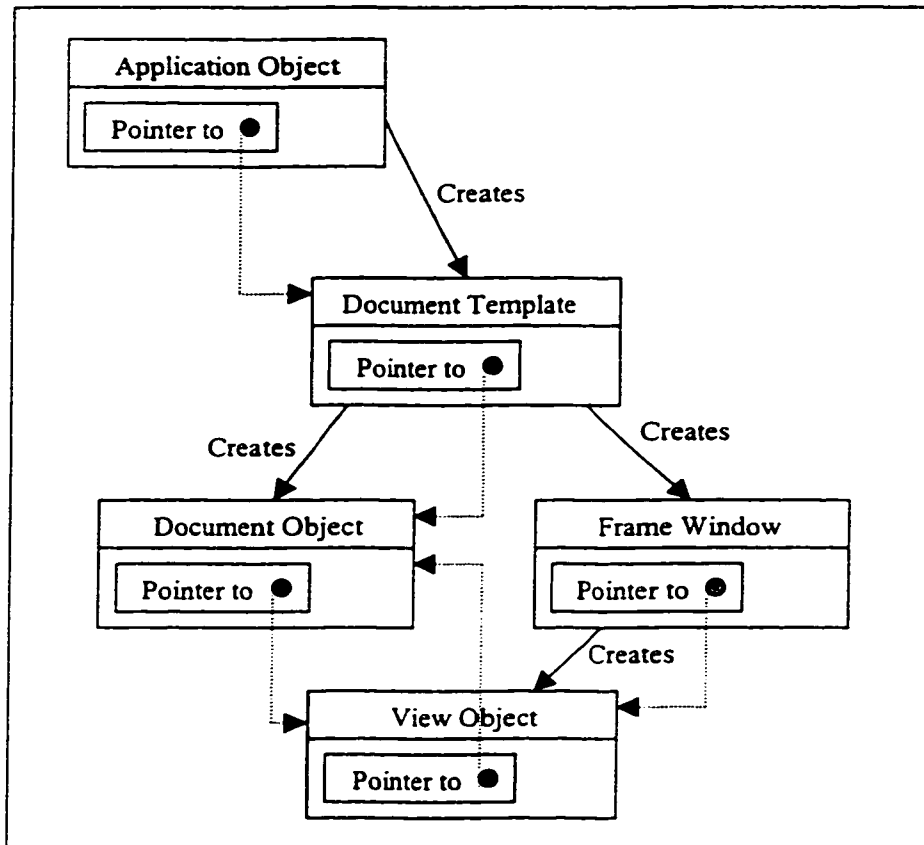 Application Object
Pointer to
Creates
Document Template
Pointer to
Creates
Creates
Document Object
Frame Window
Pointer to
Pointer to
Creates
View Object
Pointer to